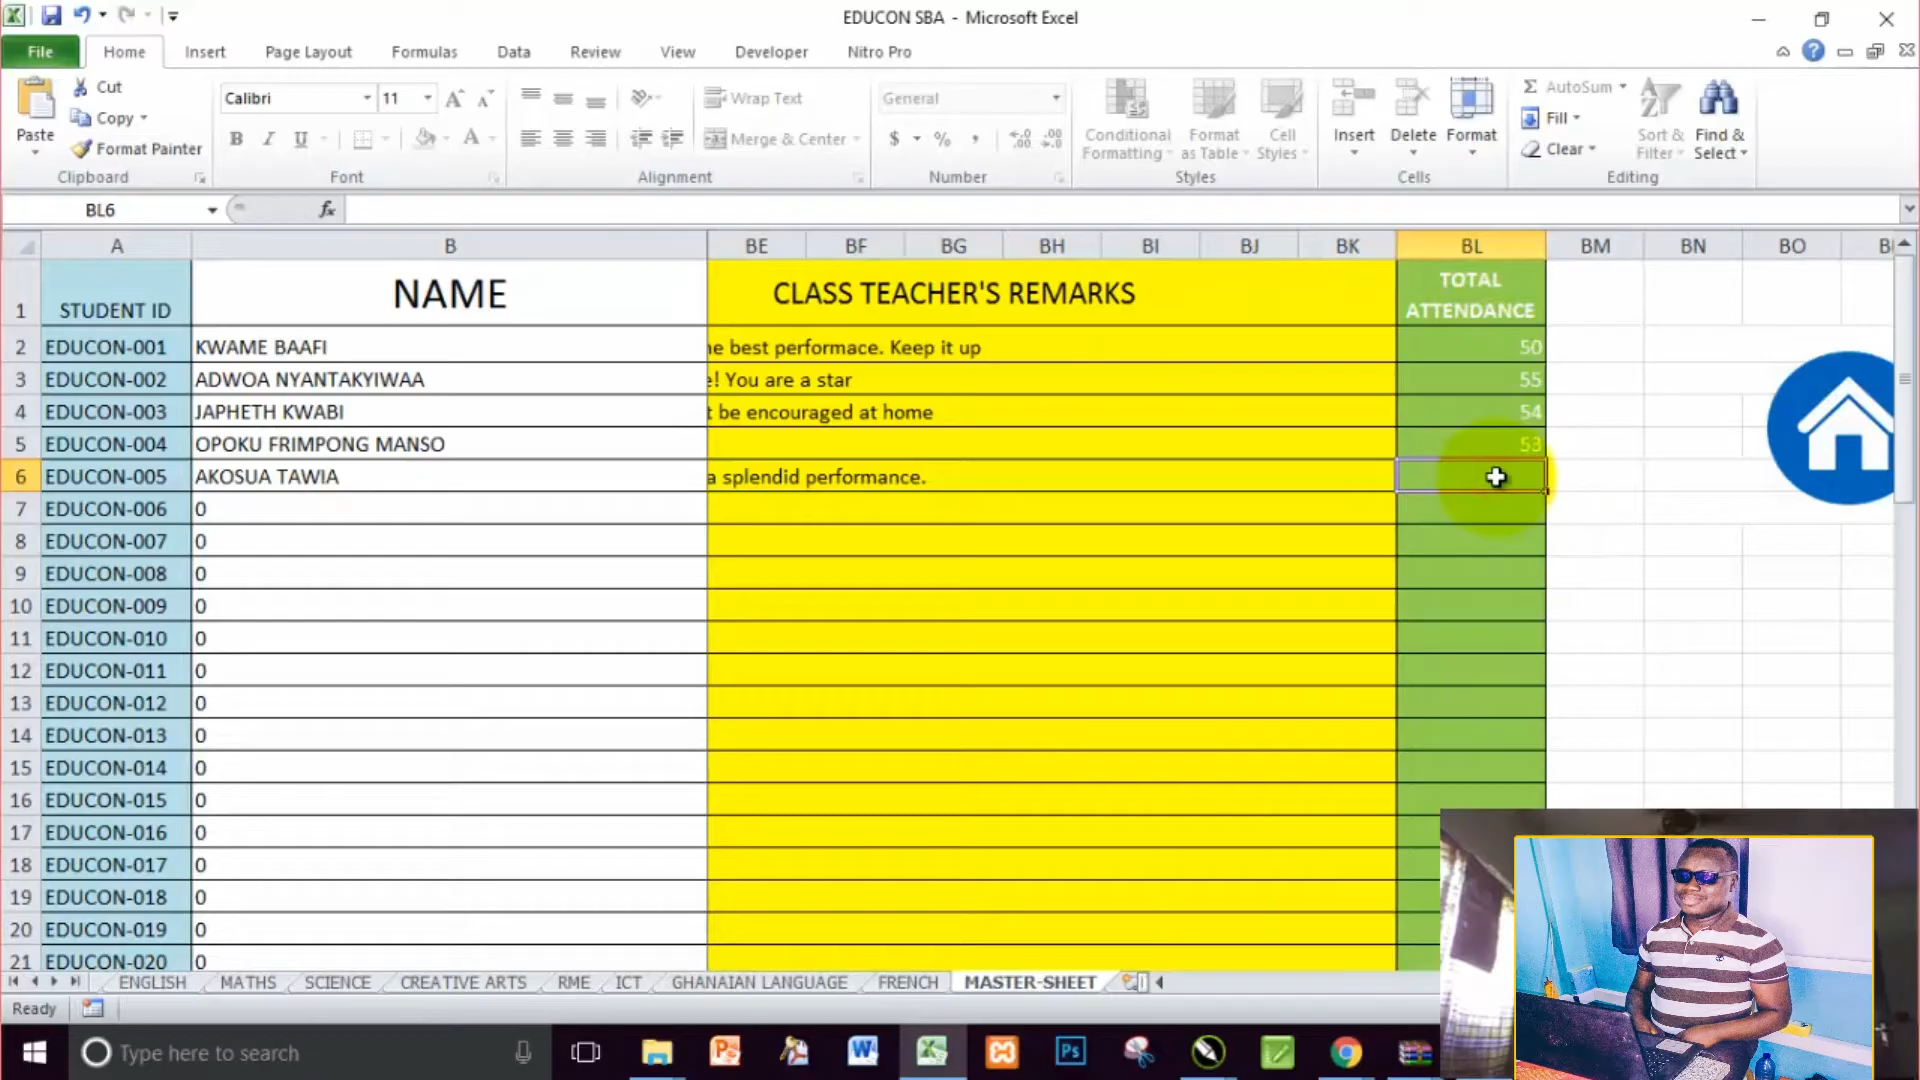 EDUCON SBA - Microsoft Excel
File Home Insert Page Layout Formulas Data Review View Developer Nitro Pro
Paste Cut Copy Format Painter
Clipboard
Calibri 11
B I U
Font
Wrap Text
Merge & Center
Alignment
General
$ % ,
Number
Conditional Formatting
Format as Table
Cell Styles
Styles
Insert Delete Format
Cells
Σ AutoSum
Fill
Clear
Sort & Filter
Find & Select
Editing
BL6 fx
A B BE BF BG BH BI BJ BK BL BM BN BO
1 STUDENT ID NAME CLASS TEACHER'S REMARKS TOTAL ATTENDANCE
2 EDUCON-001 KWAME BAAFI he best performace. Keep it up 50
3 EDUCON-002 ADWOA NYANTAKYIWAA e! You are a star 55
4 EDUCON-003 JAPHETH KWABI t be encouraged at home 54
5 EDUCON-004 OPOKU FRIMPONG MANSO 53
6 EDUCON-005 AKOSUA TAWIA a splendid performance.
7 EDUCON-006 0
8 EDUCON-007 0
9 EDUCON-008 0
10 EDUCON-009 0
11 EDUCON-010 0
12 EDUCON-011 0
13 EDUCON-012 0
14 EDUCON-013 0
15 EDUCON-014 0
16 EDUCON-015 0
17 EDUCON-016 0
18 EDUCON-017 0
19 EDUCON-018 0
20 EDUCON-019 0
21 EDUCON-020 0
ENGLISH MATHS SCIENCE CREATIVE ARTS RME ICT GHANAIAN LANGUAGE FRENCH MASTER-SHEET
Ready
Type here to search